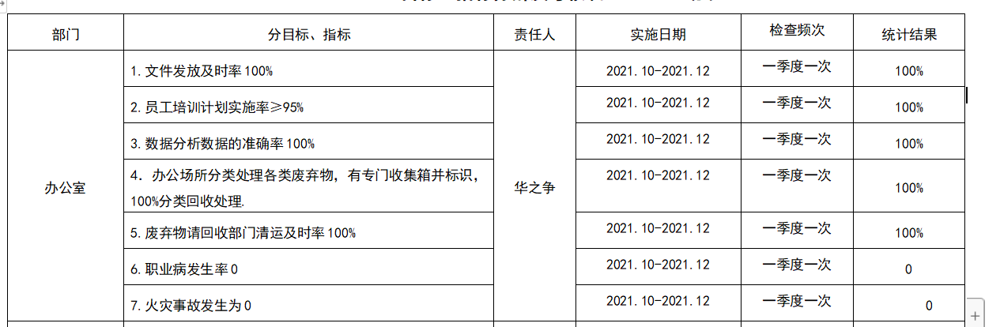 部门 分目标、指标 责任人 实施日期 检查频次 统计结果
1.文件发放及时率100% 2021.10-2021.12 一季度一次 100%
2.员工培训计划实施率≥95% 2021.10-2021.12 一季度一次 100%
3.数据分析数据的准确率100% 2021.10-2021.12 一季度一次 100%
4．办公场所分类处理各类废弃物，有专门收集箱并标识， 2021.10-2021.12 一季度一次
办公室 华之争 100%
100%分类回收处理.
5.废弃物请回收部门清运及时率100% 2021.10-2021.12 一季度一次 100%
6.职业病发生率0 2021.10-2021.12 一季度一次 0
7.火灾事故发生为0 2021.10-2021.12 一季度一次 0